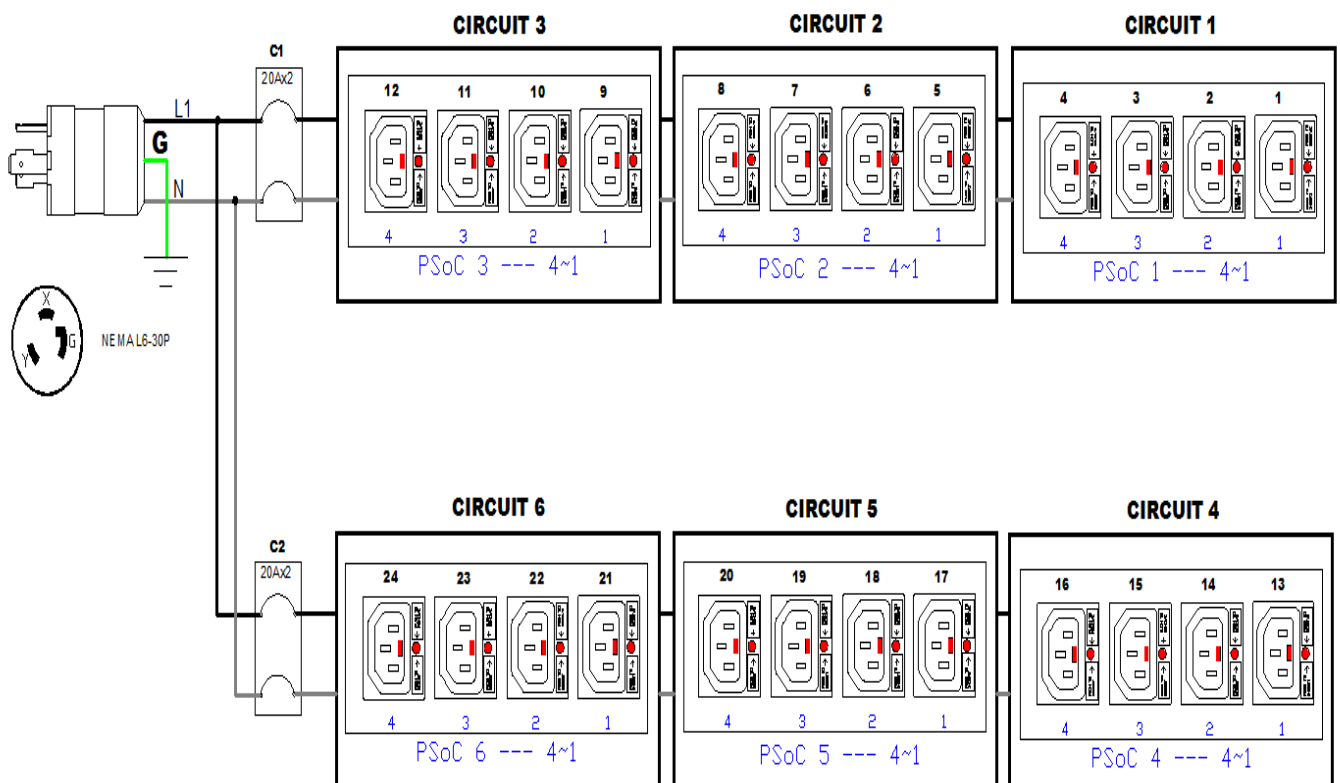 CIRCUIT 3 CIRCUIT 2 CIRCUIT 1
C1
20Ax2
L1
G
N
12 11 10 9
8 7 6 5
4 3 2 1
4 3 2 1
PSoC 3 --- 4~1
4 3 2 1
PSoC 2 --- 4~1
4 3 2 1
PSoC 1 --- 4~1
X
G
Y
NEMA L6-30P
CIRCUIT 6 CIRCUIT 5 CIRCUIT 4
C2
20Ax2
24 23 22 21
20 19 18 17
16 15 14 13
4 3 2 1
PSoC 6 --- 4~1
4 3 2 1
PSoC 5 --- 4~1
4 3 2 1
PSoC 4 --- 4~1